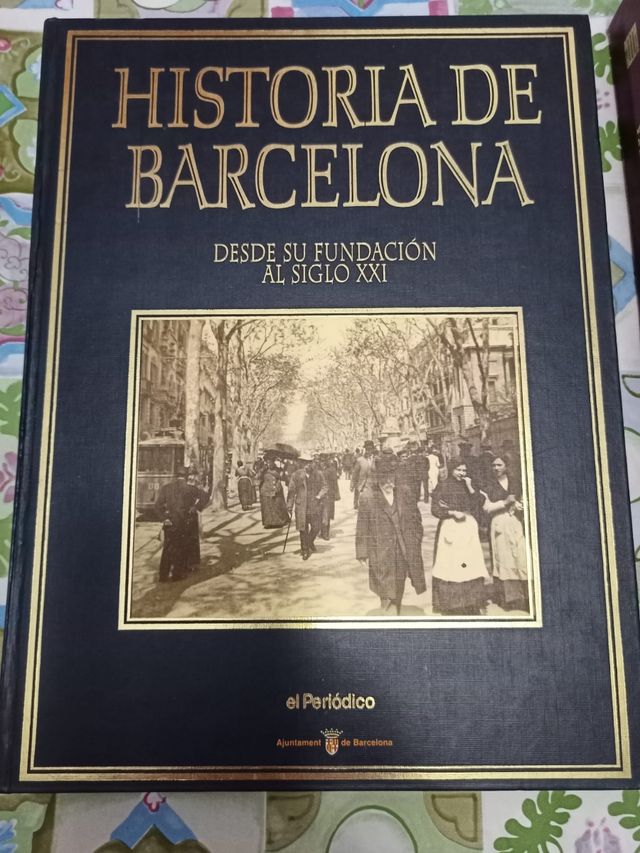 HISTORIA DE
BARCELONA
DESDE SU FUNDACIÓN
AL SIGLO XXI
el Periódico
Ajuntament de Barcelona